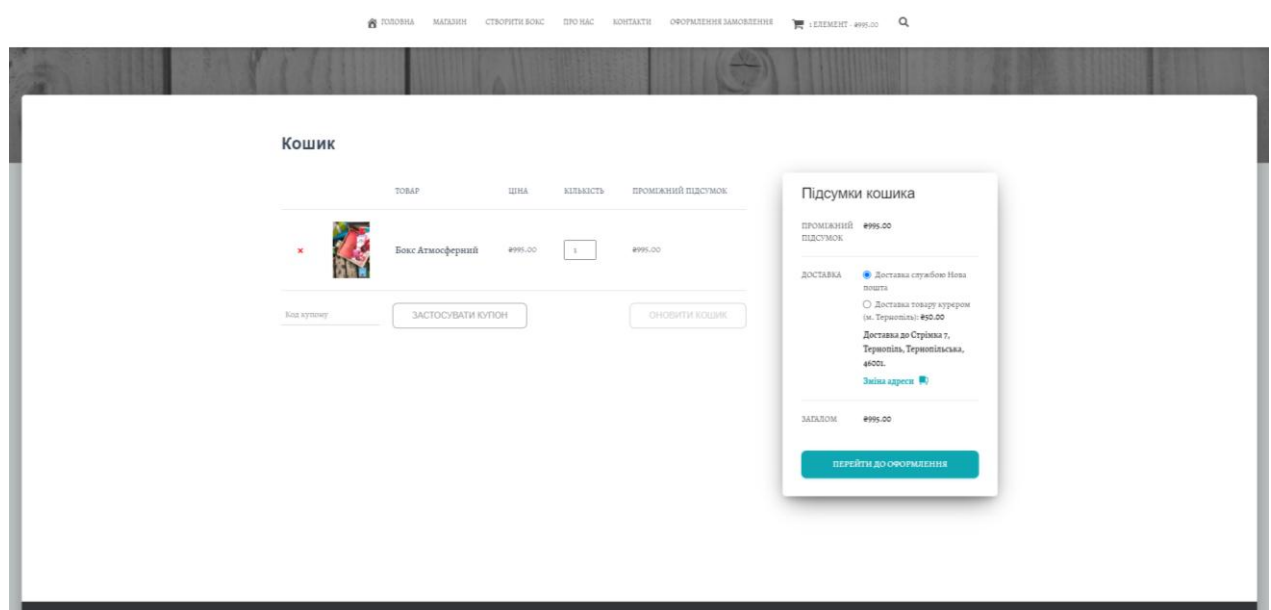 ГОЛОВНА МАГАЗИН СТВОРИТИ БОКС ПРО НАС КОНТАКТИ ОФОРМЛЕННЯ ЗАМОВЛЕННЯ 1 ЕЛЕМЕНТ - ₴995.00
Кошик
ТОВАР ЦІНА КІЛЬКІСТЬ ПРОМІЖНИЙ ПІДСУМОК
× Бокс Атмосферний ₴995.00 1 ₴995.00
Код купону ЗАСТОСУВАТИ КУПОН ОНОВИТИ КОШИК
Підсумки кошика
ПРОМІЖНИЙ ₴995.00
ПІДСУМОК
ДОСТАВКА Доставка службою Нова
пошта
Доставка товару курєром
(м. Тернопіль): ₴50.00
Доставка до Стрімка 7,
Тернопіль, Тернопільська,
46001.
Зміна адреси
ЗАГАЛОМ ₴995.00
ПЕРЕЙТИ ДО ОФОРМЛЕННЯ